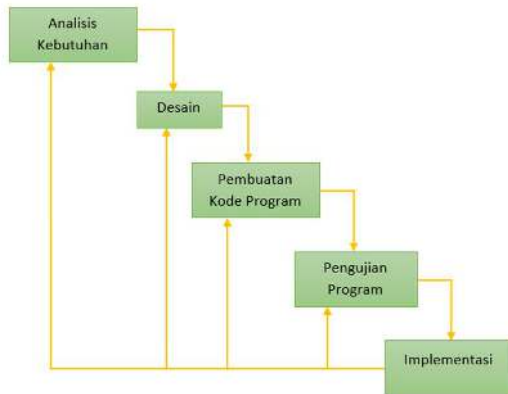 Analisis
Kebutuhan
Desain
Pembuatan
Kode Program
Pengujian
Program
Implementasi